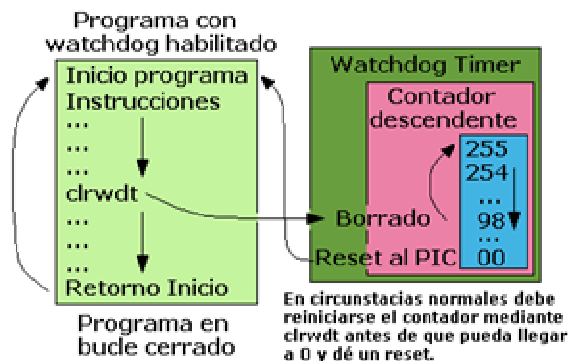 Programa con
watchdog habilitado
Inicio programa
Instrucciones
...
...
...
clrwdt
...
...
...
Retorno Inicio
Programa en
bucle cerrado
Watchdog Timer
Contador
descendente
255
254
...
98
...
00
Borrado
Reset al PIC
En circunstacias normales debe
reiniciarse el contador mediante
clrwdt antes de que pueda llegar
a 0 y dé un reset.